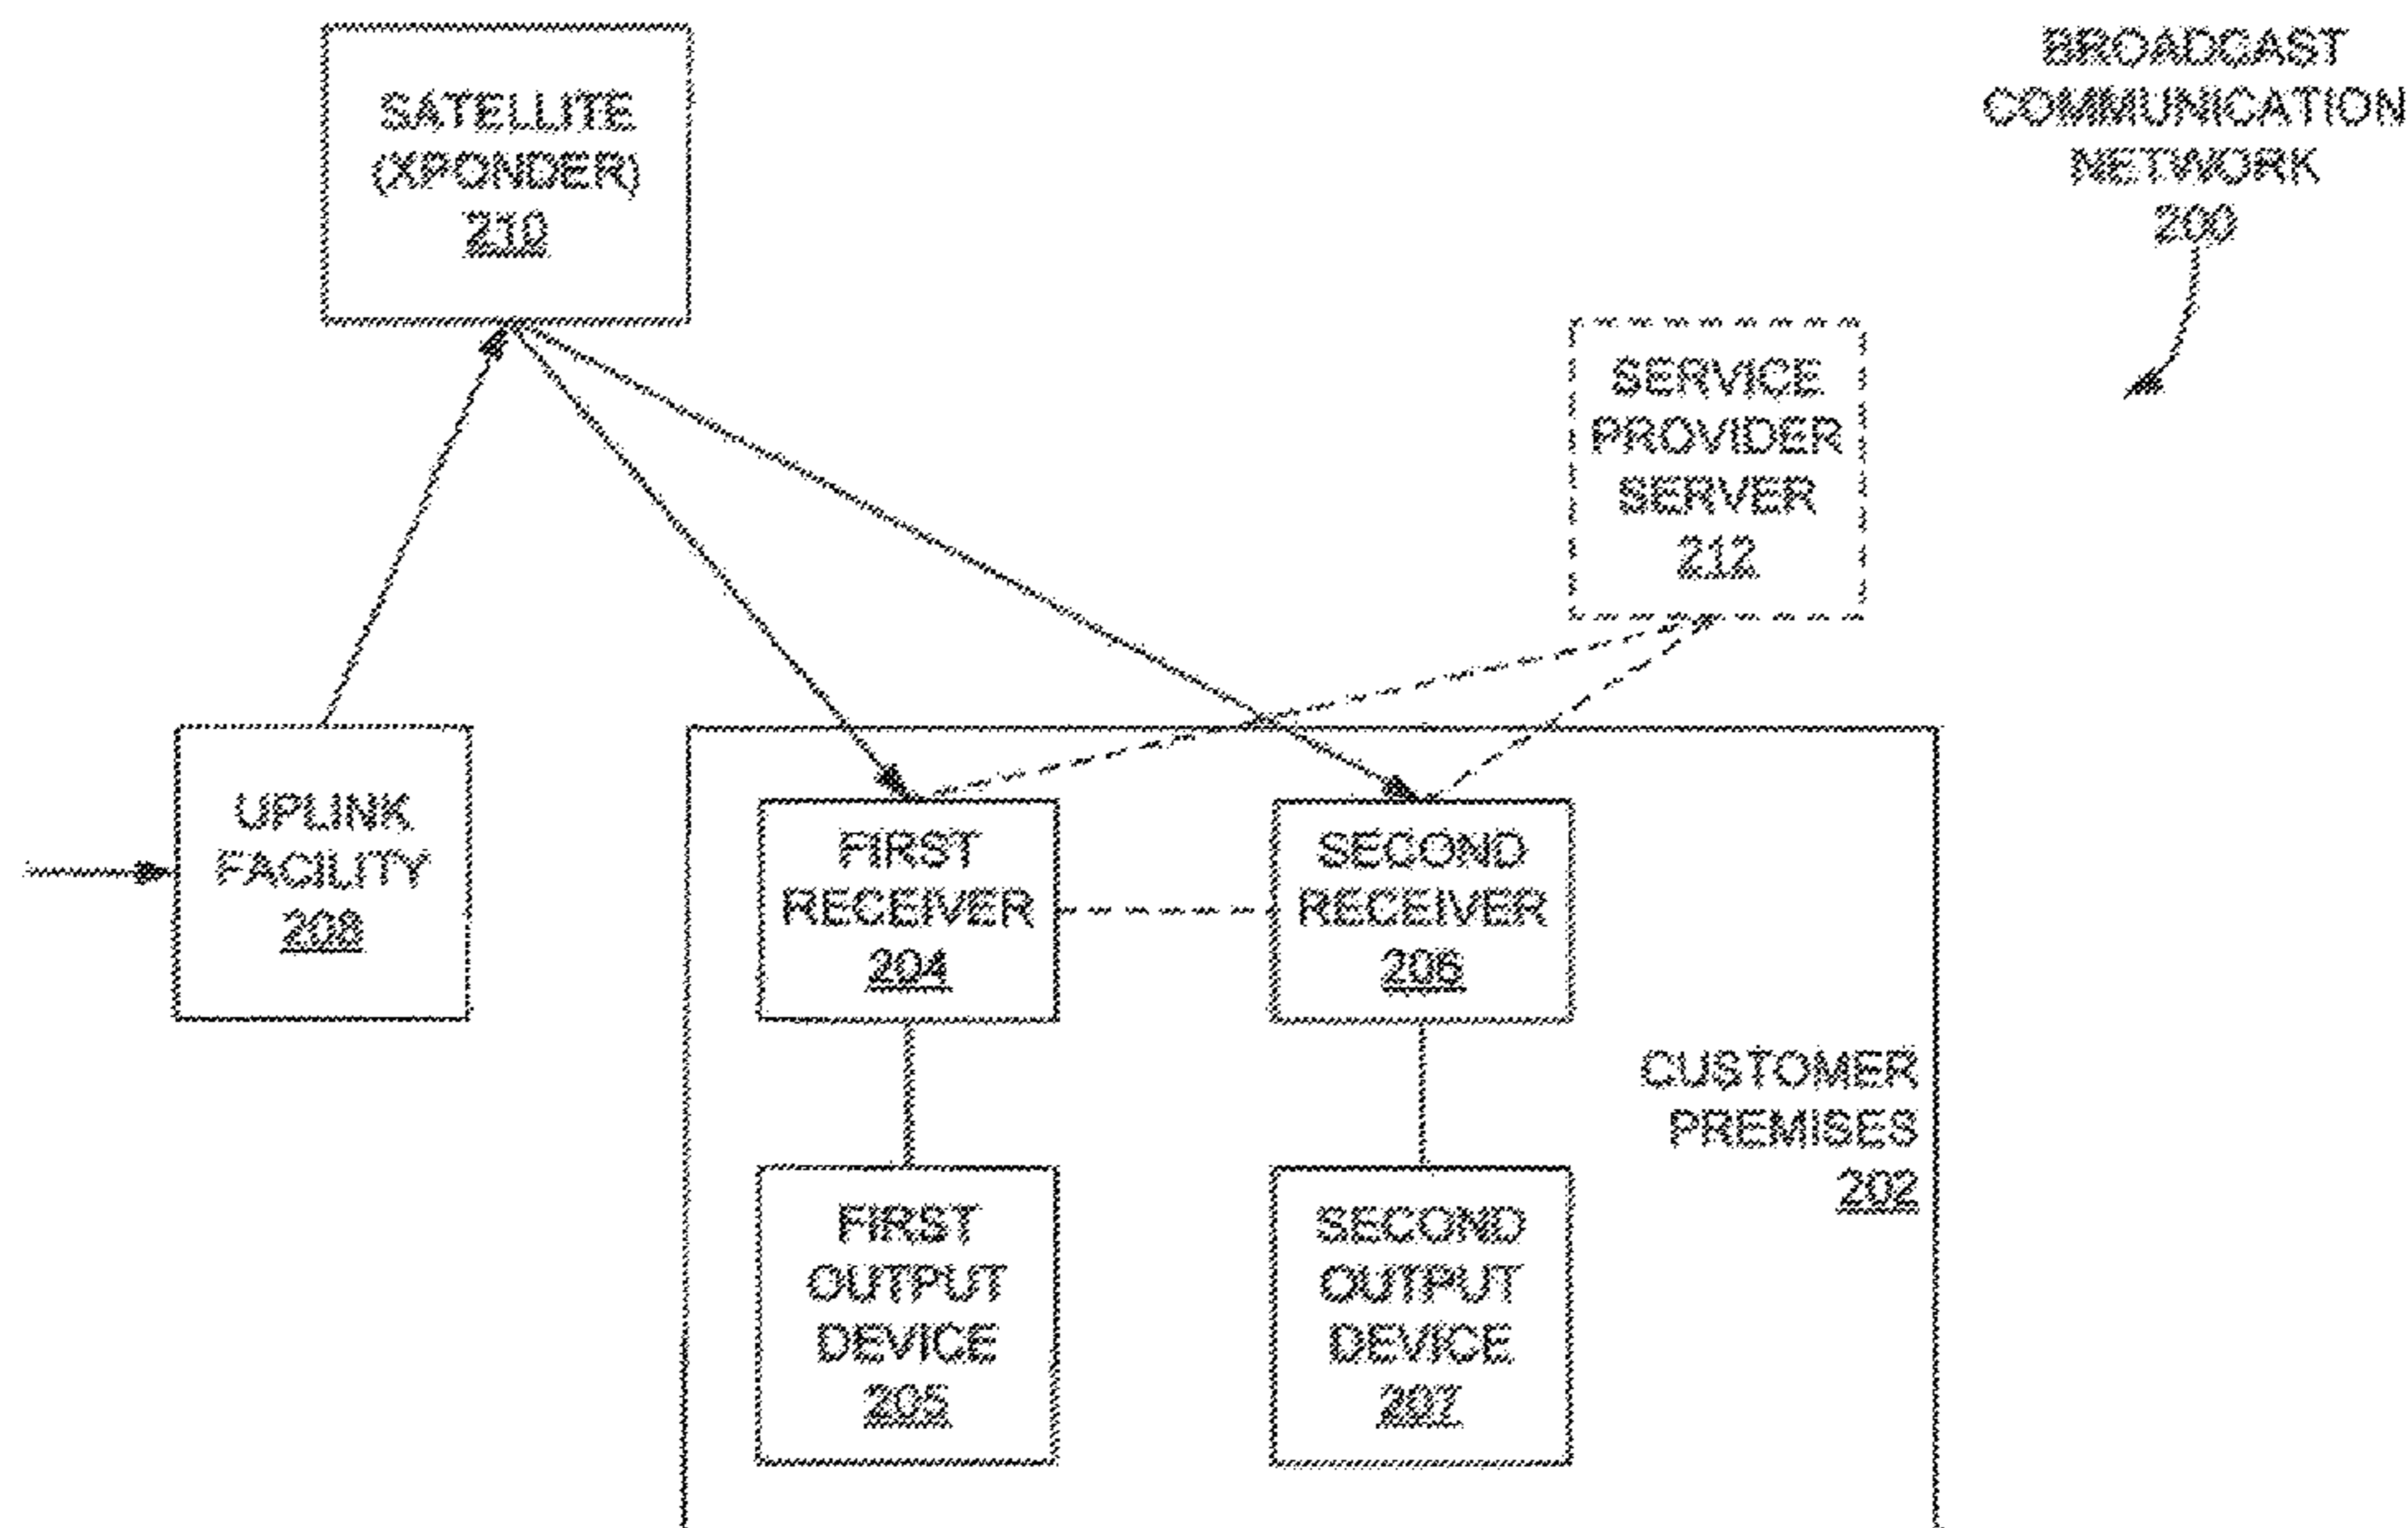 SATELLITE
(XPONDER)
210
BROADCAST
COMMUNICATION
NETWORK
200
SERVICE
PROVIDER
SERVER
212
UPLINK
FACILITY
208
FIRST
RECEIVER
204
SECOND
RECEIVER
206
CUSTOMER
PREMISES
202
FIRST
OUTPUT
DEVICE
205
SECOND
OUTPUT
DEVICE
207